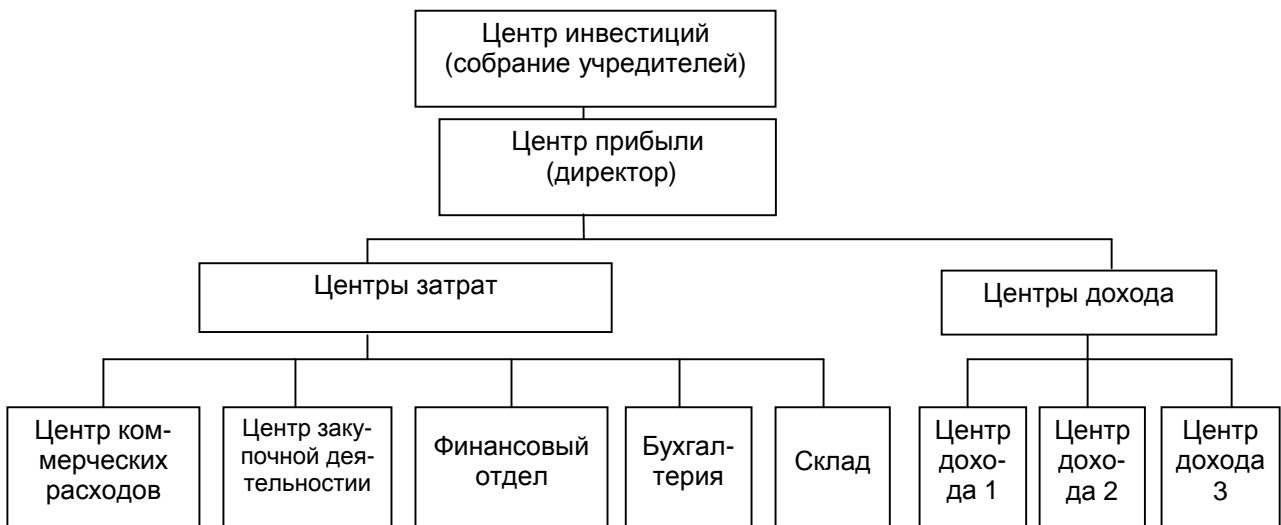 Центр инвестиций
(собрание учредителей)
Центр прибыли
(директор)
Центры затрат
Центры дохода
Центр ком-
мерческих
расходов
Центр заку-
почной дея-
тельностии
Финансовый
отдел
Бухгал-
терия
Склад
Центр
дохо-
да 1
Центр
дохо-
да 2
Центр
дохода
3